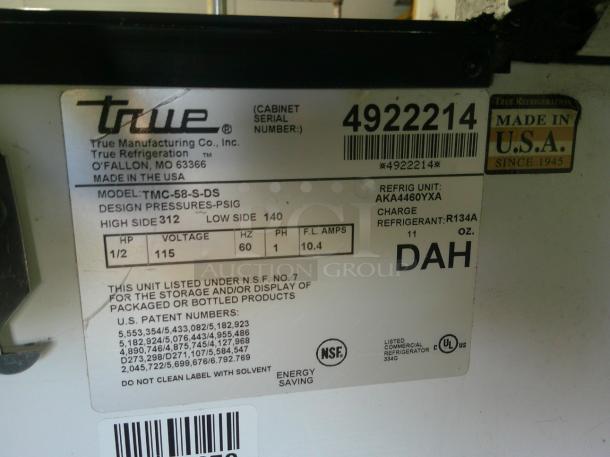 True®
True Manufacturing Co., Inc.
True Refrigeration ™
O'FALLON, MO 63366
MADE IN THE USA
(CABINET
SERIAL
NUMBER:)
4922214
*4922214*
TRUE REFRIGERATION
MADE IN
U.S.A.
SINCE 1945
MODEL: TMC-58-S-DS
DESIGN PRESSURES-PSIG
HIGH SIDE 312 LOW SIDE 140
REFRIG UNIT:
AKA4460YXA
CHARGE
REFRIGERANT: R134A
11 OZ.
HP VOLTAGE HZ PH F.L. AMPS
1/2 115 60 1 10.4
DAH
AUCTION GROUP
THIS UNIT LISTED UNDER N.S.F. NO. 7
FOR THE STORAGE AND/OR DISPLAY OF
PACKAGED OR BOTTLED PRODUCTS
U.S. PATENT NUMBERS:
5,553,354/5,433,082/5,182,923
5,182,924/5,076,443/4,955,486
4,890,746/4,875,745/4,127,968
D273,298/D271,107/5,584,547
2,045,722/5,699,676/6,792.769
DO NOT CLEAN LABEL WITH SOLVENT
ENERGY
SAVING
NSF
LISTED
COMMERCIAL
REFRIGERATOR
334G
C UL US